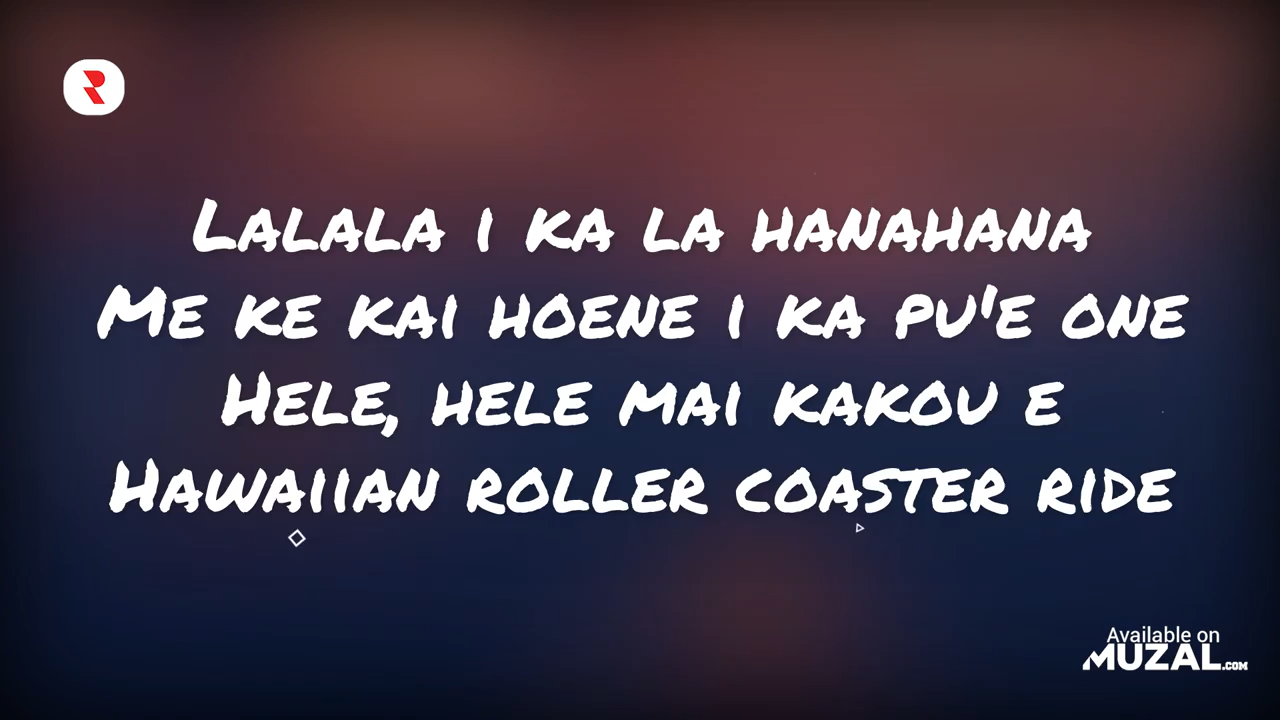 Lalala i ka la hanahana
Me ke kai hoene i ka pu'e one
Hele, hele mai kakou e
Hawaiian roller coaster ride
Available on
MUZAL.COM